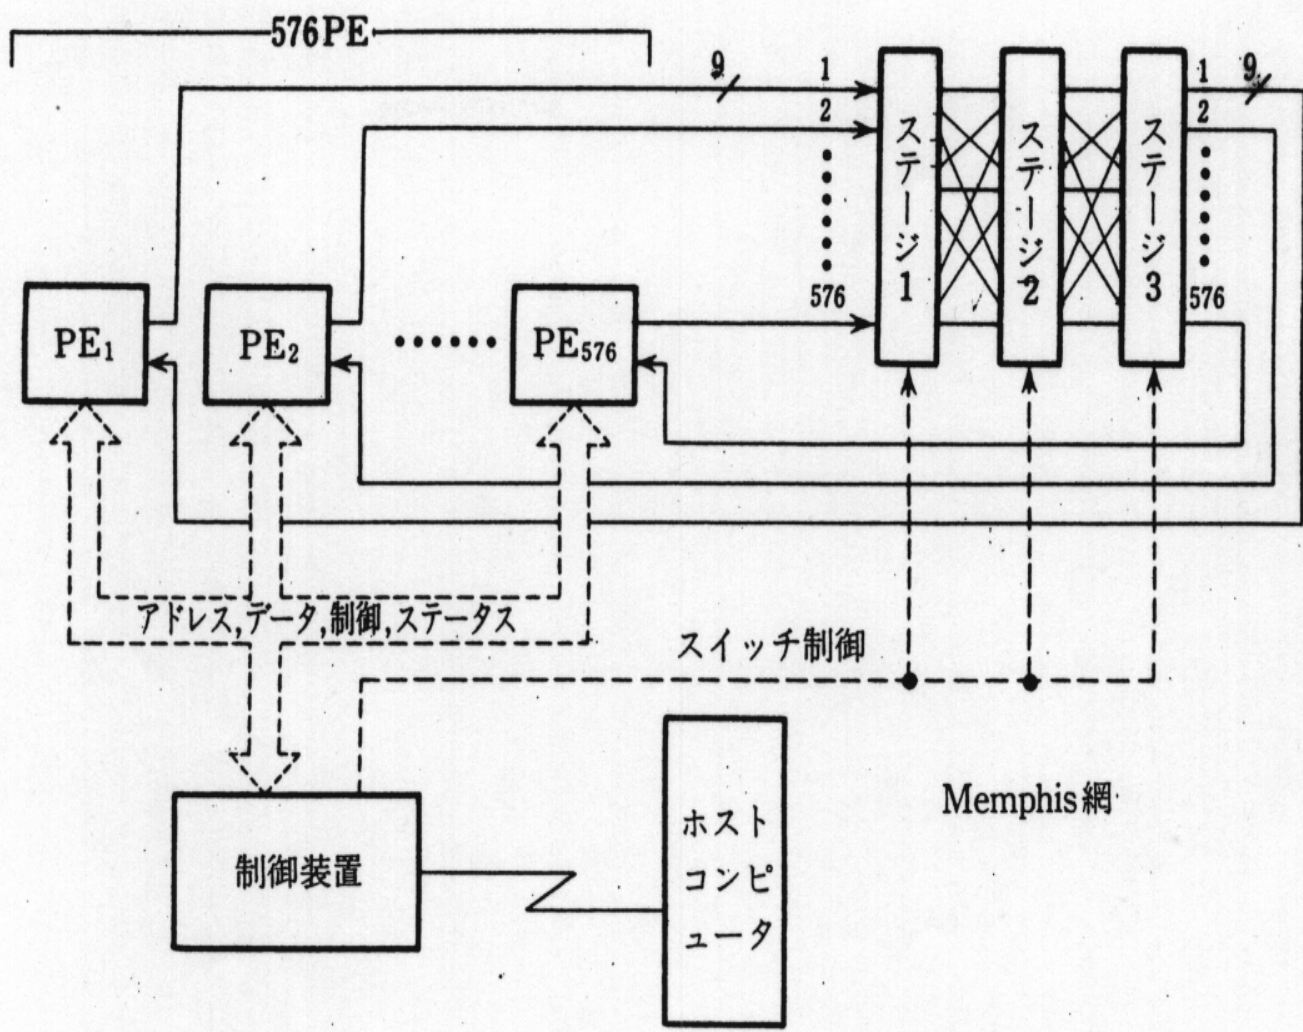 576PE
9
1
2
576
ステージ1
ステージ2
ステージ3
1
9
2
576
PE1
PE2
PE576
アドレス,データ,制御,ステータス
スイッチ制御
Memphis網
制御装置
ホスト
コンピ
ュータ